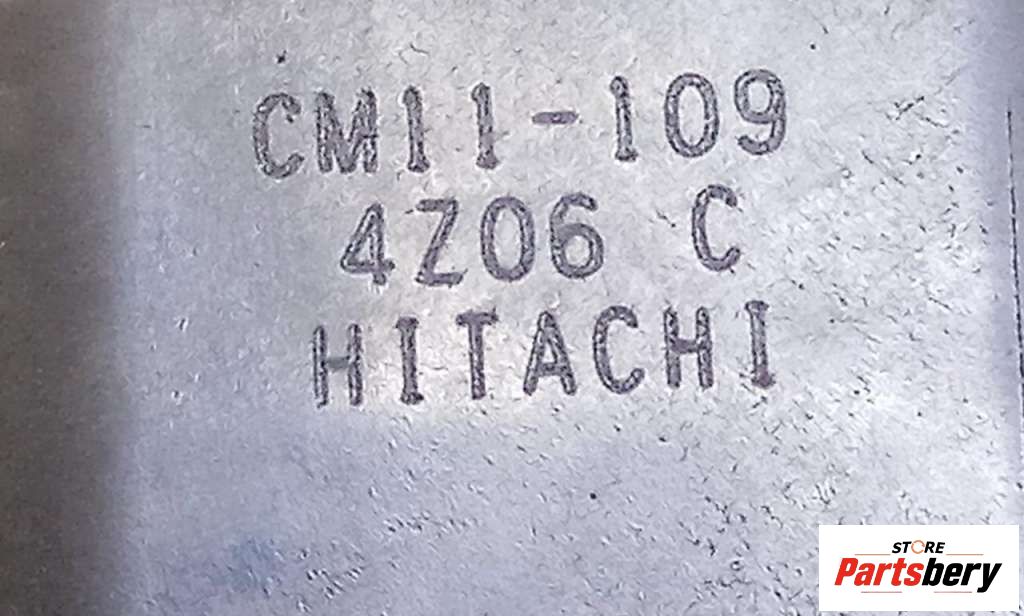 CM11-109
4Z06 C
HITACHI
STORE
Partsbery